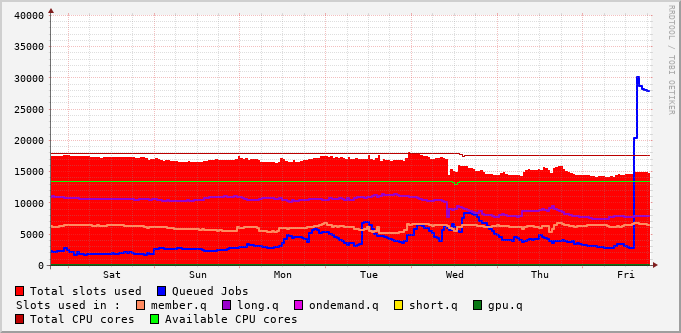 40000
35000
30000
25000
20000
15000
10000
5000
0
Sat Sun Mon Tue Wed Thu Fri
Total slots used Queued Jobs
Slots used in : member.q long.q ondemand.q short.q gpu.q
Total CPU cores Available CPU cores
RRDTOOL / TOBI OETIKER